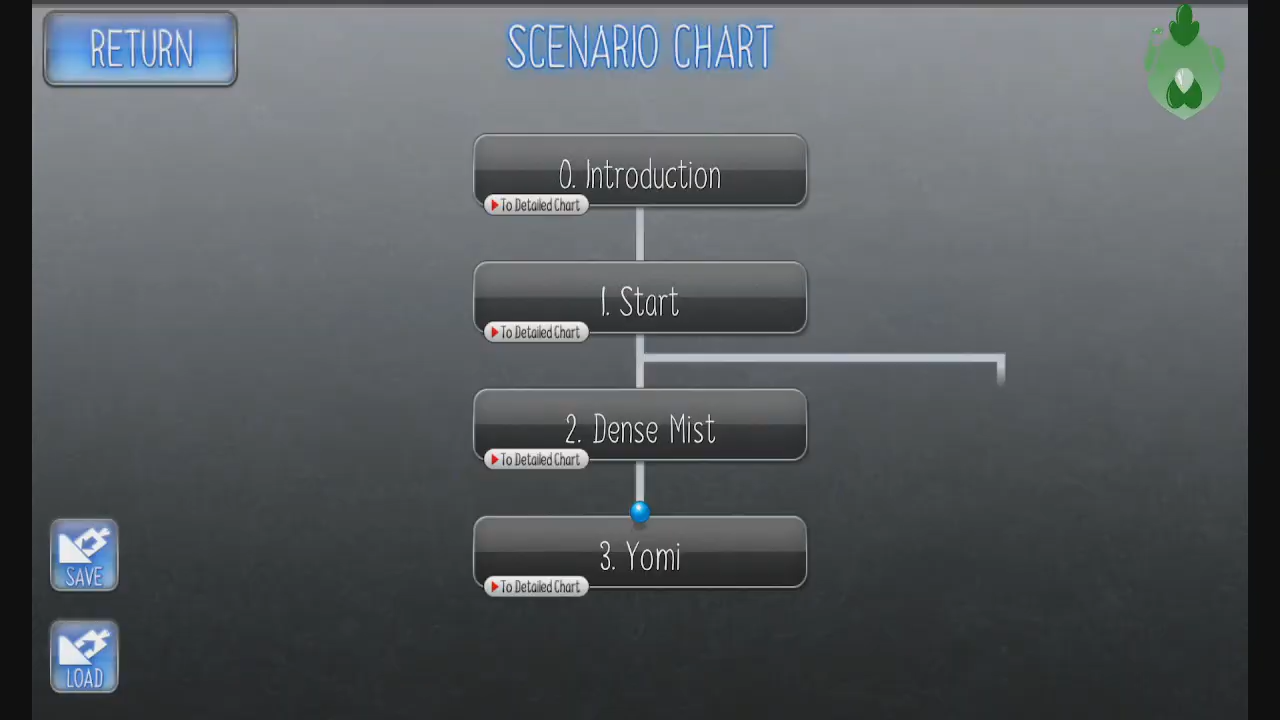 RETURN
SCENARIO CHART
0. Introduction
To Detailed Chart
1. Start
To Detailed Chart
2. Dense Mist
To Detailed Chart
3. Yomi
To Detailed Chart
SAVE
LOAD